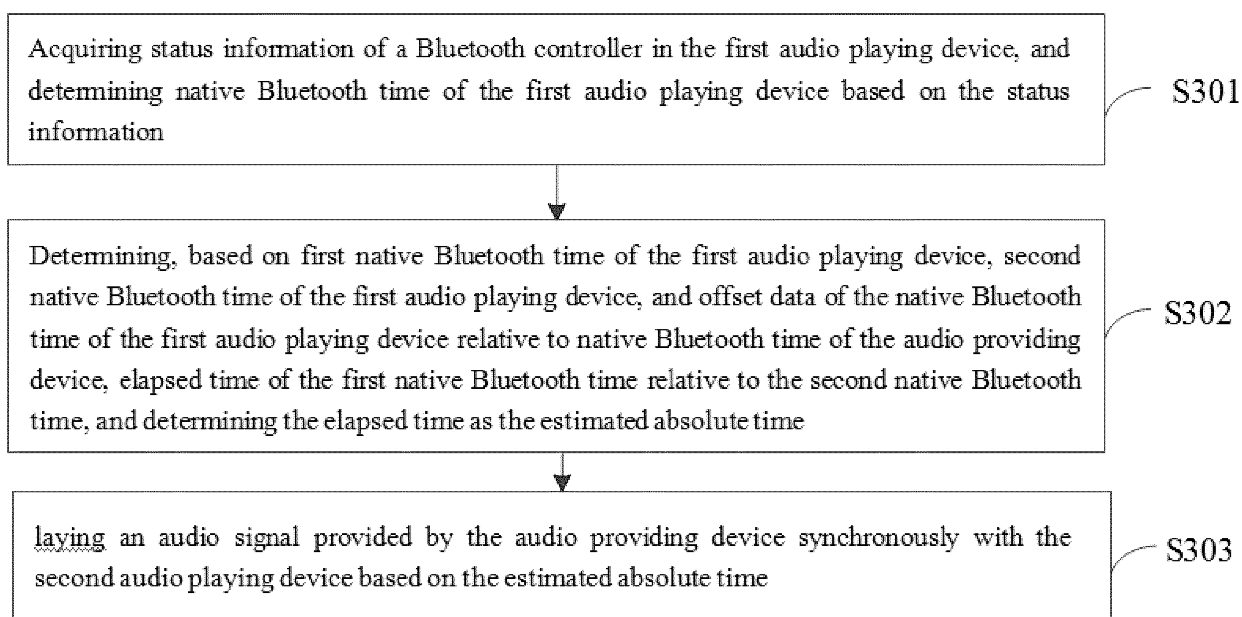 Acquiring status information of a Bluetooth controller in the first audio playing device, and
determining native Bluetooth time of the first audio playing device based on the status
information
S301
Determining, based on first native Bluetooth time of the first audio playing device, second
native Bluetooth time of the first audio playing device, and offset data of the native Bluetooth
time of the first audio playing device relative to native Bluetooth time of the audio providing
device, elapsed time of the first native Bluetooth time relative to the second native Bluetooth
time, and determining the elapsed time as the estimated absolute time
S302
laying an audio signal provided by the audio providing device synchronously with the
second audio playing device based on the estimated absolute time
S303